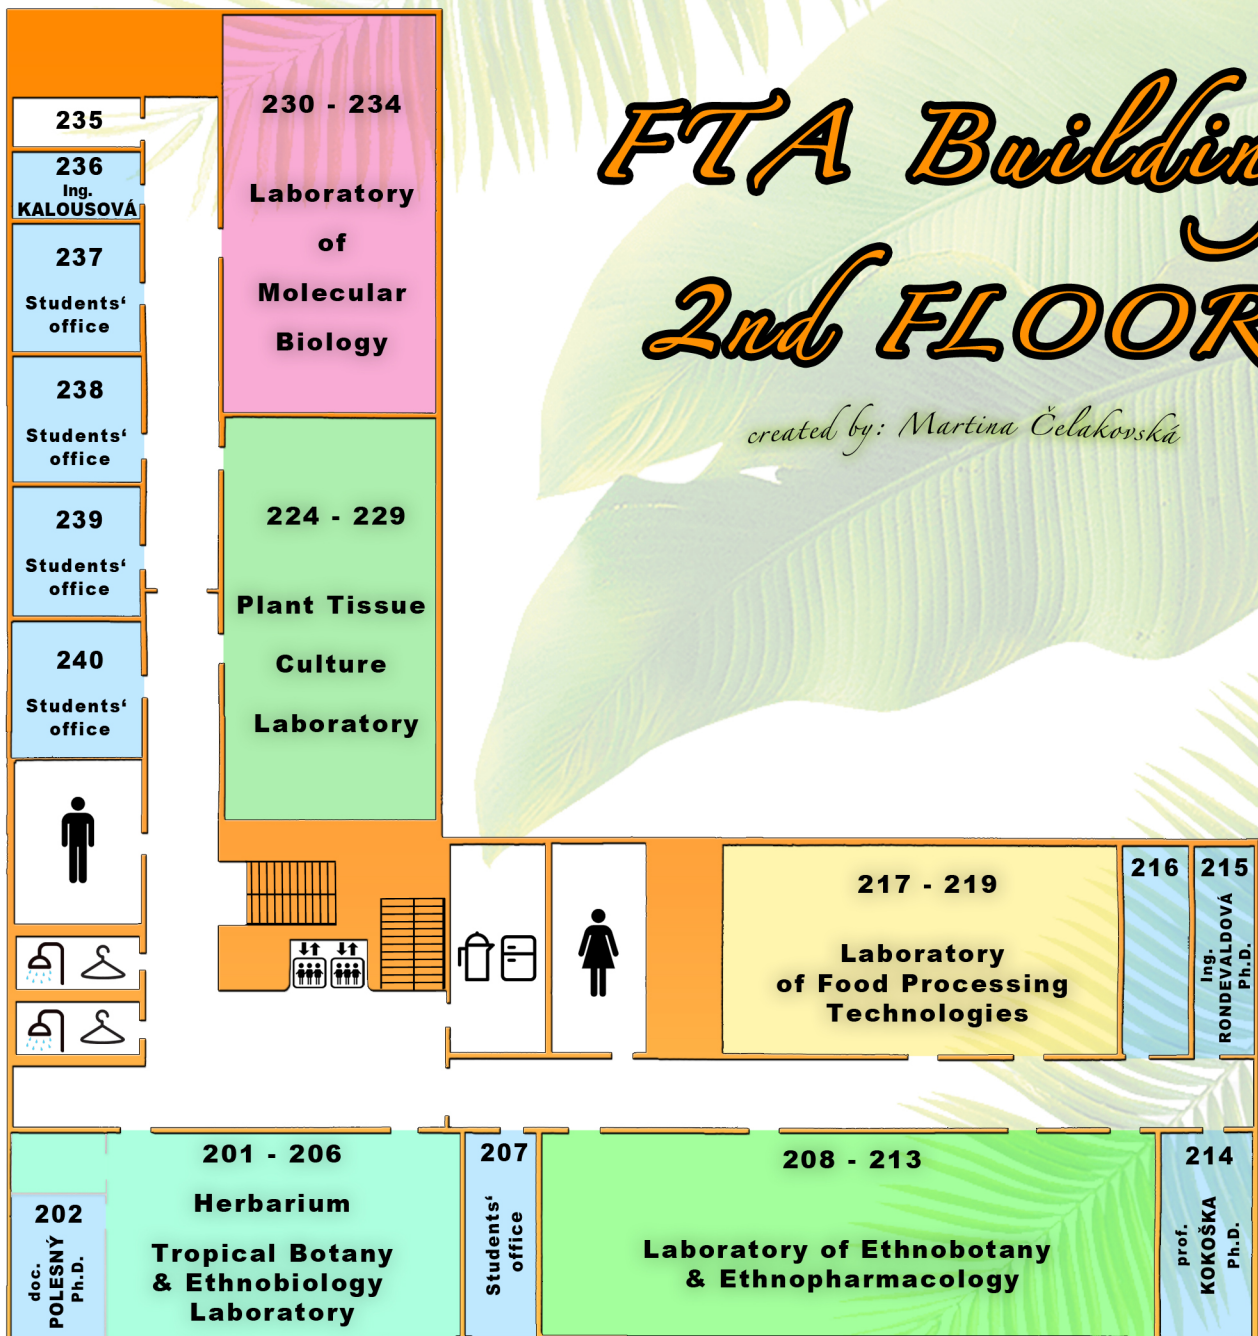 FTA Building
2nd FLOOR
created by: Martina Čelakovská
235
236
Ing.
KALOUSOVÁ
237
Students‘
office
238
Students‘
office
239
Students‘
office
240
Students‘
office
230 - 234
Laboratory
of
Molecular
Biology
224 - 229
Plant Tissue
Culture
Laboratory
217 - 219
Laboratory
of Food Processing
Technologies
216
215
Ing.
RONDEVALDOVÁ
Ph.D.
201 - 206
Herbarium
Tropical Botany
& Ethnobiology
Laboratory
202
doc.
POLESNÝ
Ph.D.
207
Students‘
office
208 - 213
Laboratory of Ethnobotany
& Ethnopharmacology
214
prof.
KOKOŠKA
Ph.D.